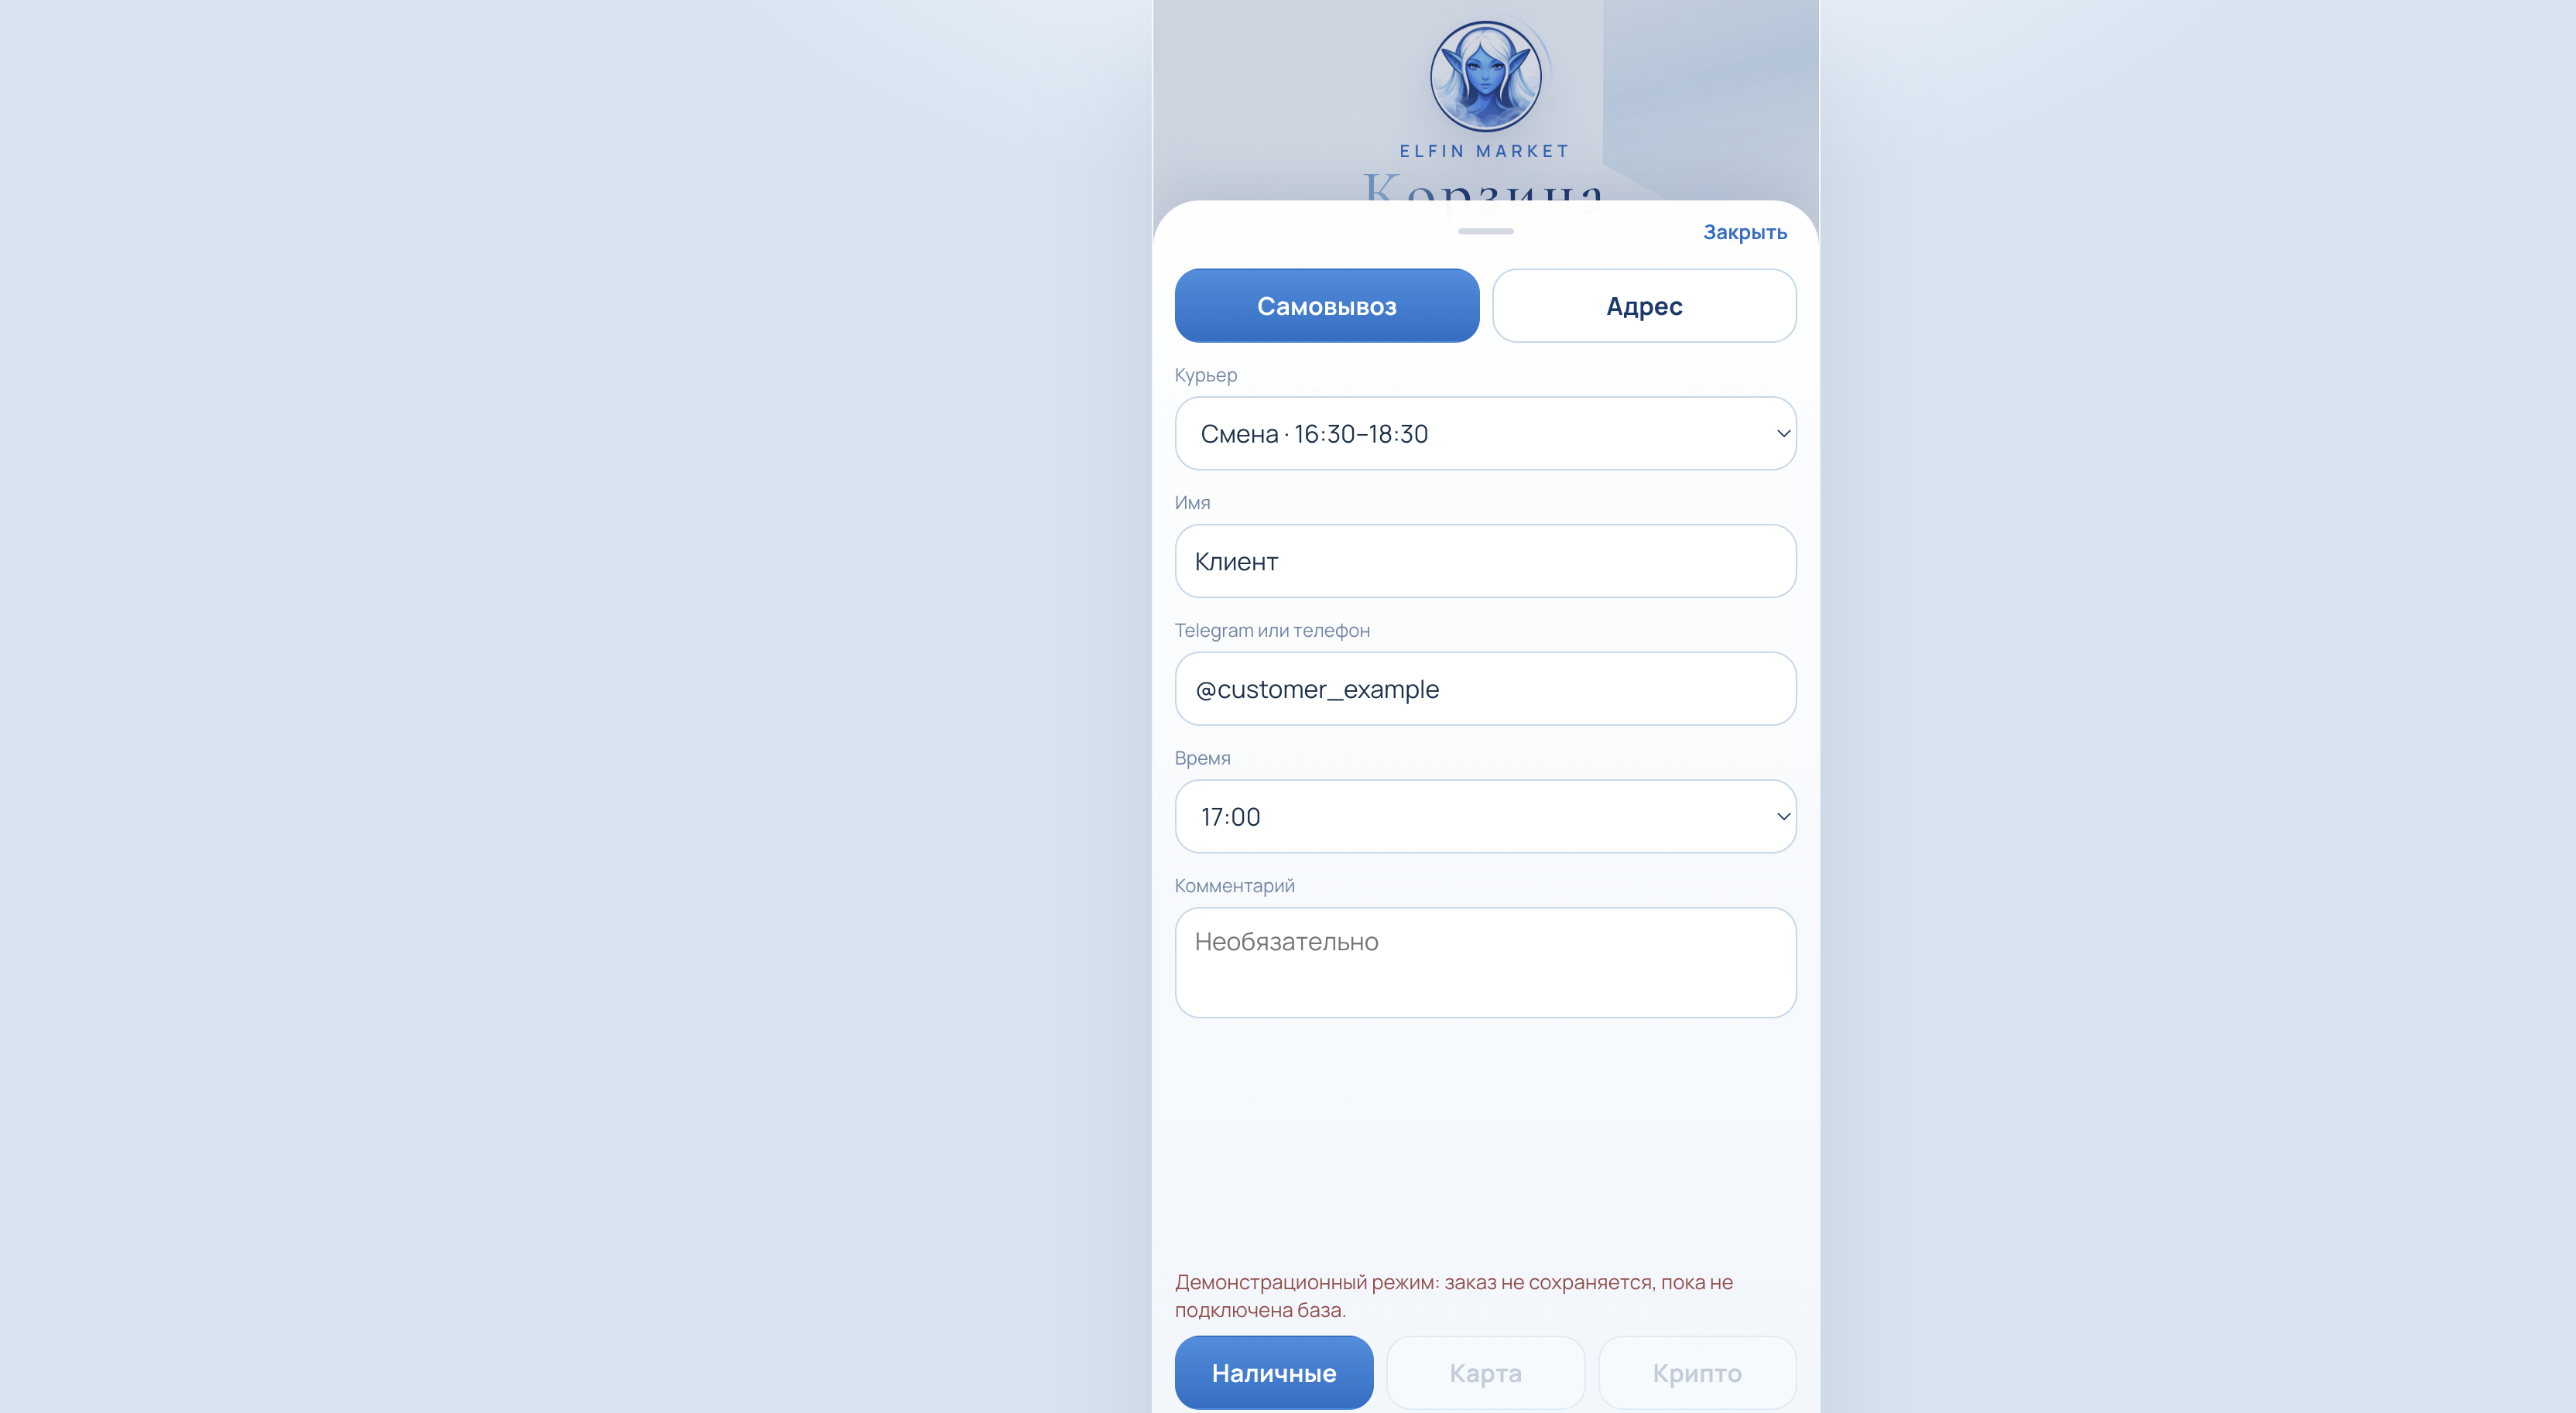 ELFIN MARKET
Корзина
Закрыть
Самовывоз
Адрес
Курьер
Смена · 16:30–18:30
Имя
Клиент
Telegram или телефон
@customer_example
Время
17:00
Комментарий
Необязательно
Демонстрационный режим: заказ не сохраняется, пока не
подключена база.
Наличные
Карта
Крипто